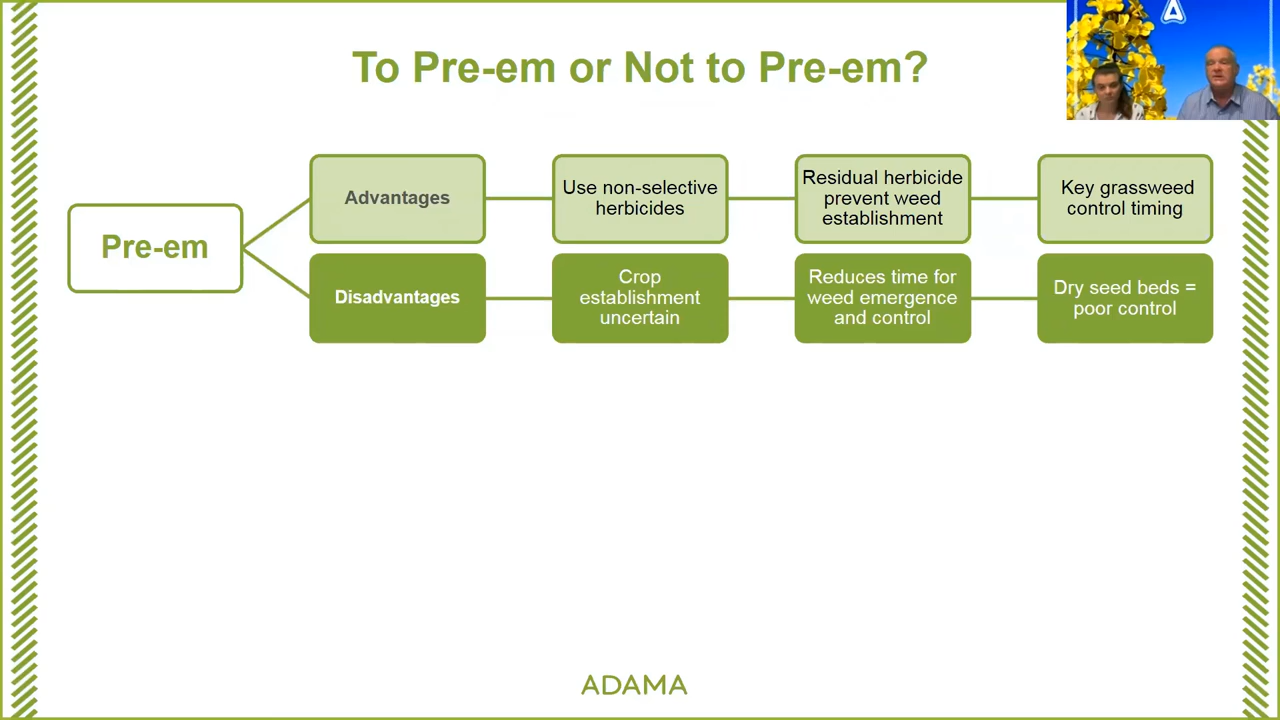 To Pre-em or Not to Pre-em?
Pre-em
Advantages
Use non-selective
herbicides
Residual herbicide
prevent weed
establishment
Key grassweed
control timing
Disadvantages
Crop
establishment
uncertain
Reduces time for
weed emergence
and control
Dry seed beds =
poor control
ADAMA